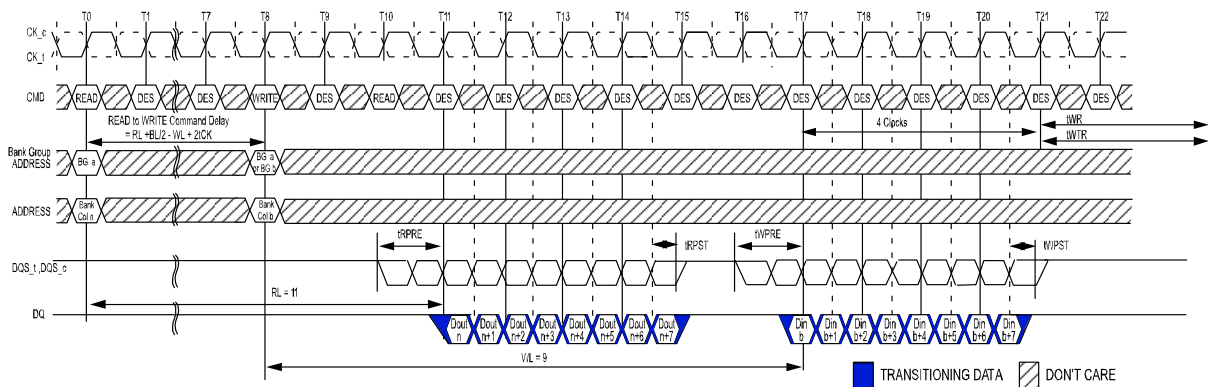 T0 T1 T7 T8 T9 T10 T11 T12 T13 T14 T15 T16 T17 T18 T19 T20 T21 T22
CK_c
CK_t
CMD READ DES DES WRITE DES READ DES DES DES DES DES DES DES DES DES DES DES DES
READ to WRITE Command Delay
= RL +BL/2 - WL + 2tCK
4 Clocks
tWR
tWTR
Bank Group
ADDRESS
BG a
BG a
or BG b
ADDRESS
Bank
Col n
Bank
Col b
tRPRE tRPST tWPRE tWPST
DQS_t ,DQS_c
RL = 11
DQ
Dout Dout Dout Dout Dout Dout Dout Dout Din Din Din Din Din Din Din Din
n n+1 n+2 n+3 n+4 n+5 n+6 n+7 b b+1 b+2 b+3 b+4 b+5 b+6 b+7
WL = 9
TRANSITIONING DATA DON'T CARE